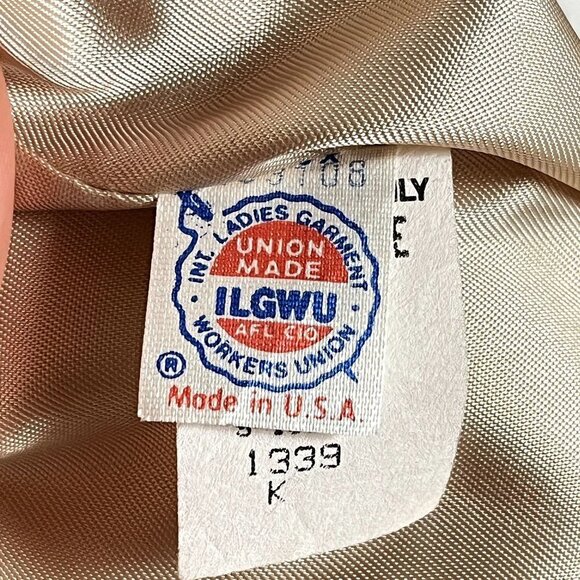 INT. LADIES GARMENT
WORKERS UNION
UNION
MADE
ILGWU
AFL CIO
®
Made in U.S.A.
1339
K